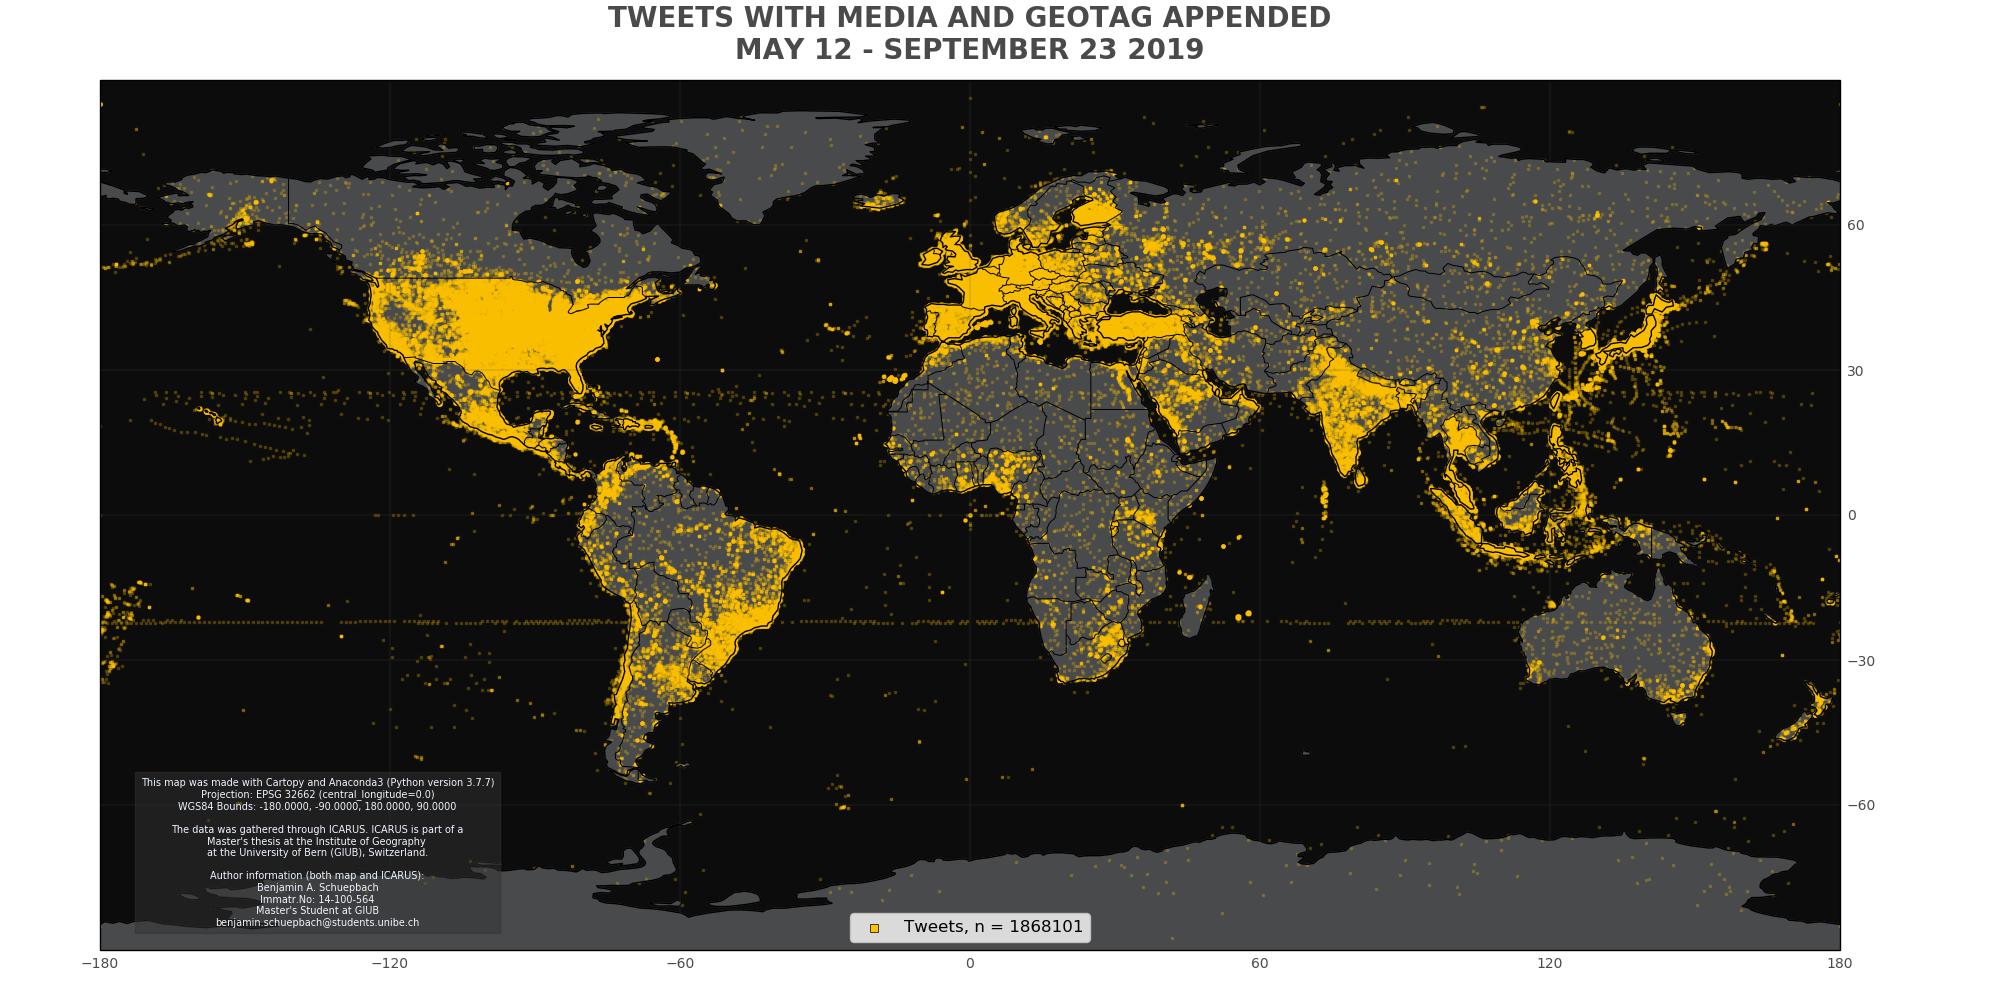 TWEETS WITH MEDIA AND GEOTAG APPENDED
MAY 12 - SEPTEMBER 23 2019
60
30
0
−30
−60
This map was made with Cartopy and Anaconda3 (Python version 3.7.7)
Projection: EPSG 32662 (central_longitude=0.0)
WGS84 Bounds: -180.0000, -90.0000, 180.0000, 90.0000
The data was gathered through ICARUS. ICARUS is part of a
Master's thesis at the Institute of Geography
at the University of Bern (GIUB), Switzerland.
Author information (both map and ICARUS):
Benjamin A. Schuepbach
Immatr.No: 14-100-564
Master's Student at GIUB
benjamin.schuepbach@students.unibe.ch
Tweets, n = 1868101
−180 −120 −60 0 60 120 180